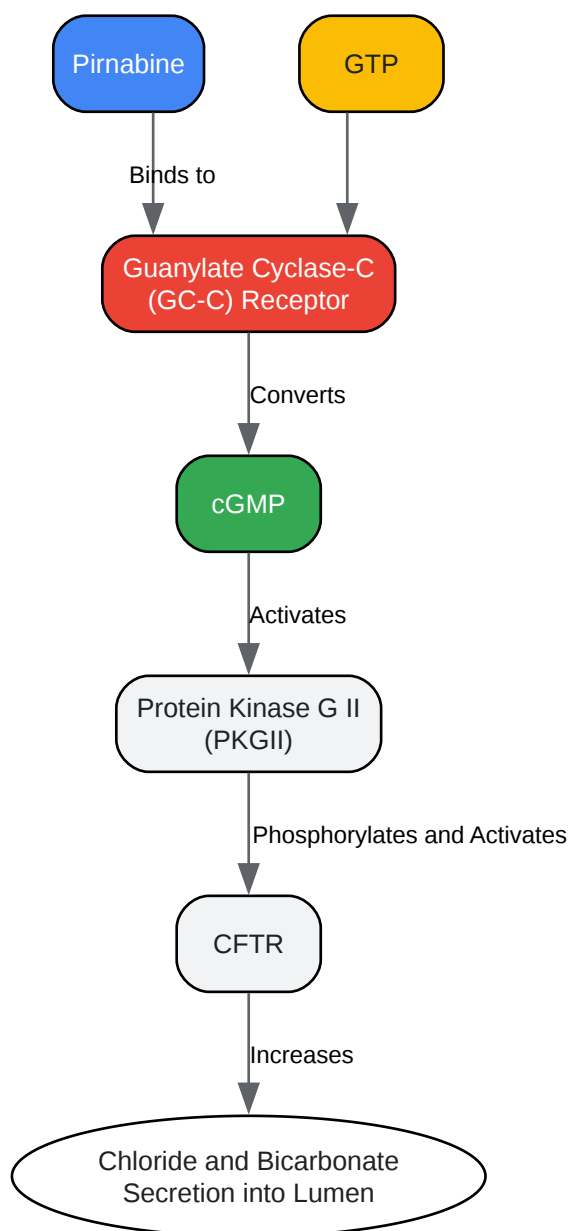 Pirnabine
GTP
Binds to
Guanylate Cyclase-C
(GC-C) Receptor
Converts
cGMP
Activates
Protein Kinase G II
(PKGII)
Phosphorylates and Activates
CFTR
Increases
Chloride and Bicarbonate
Secretion into Lumen